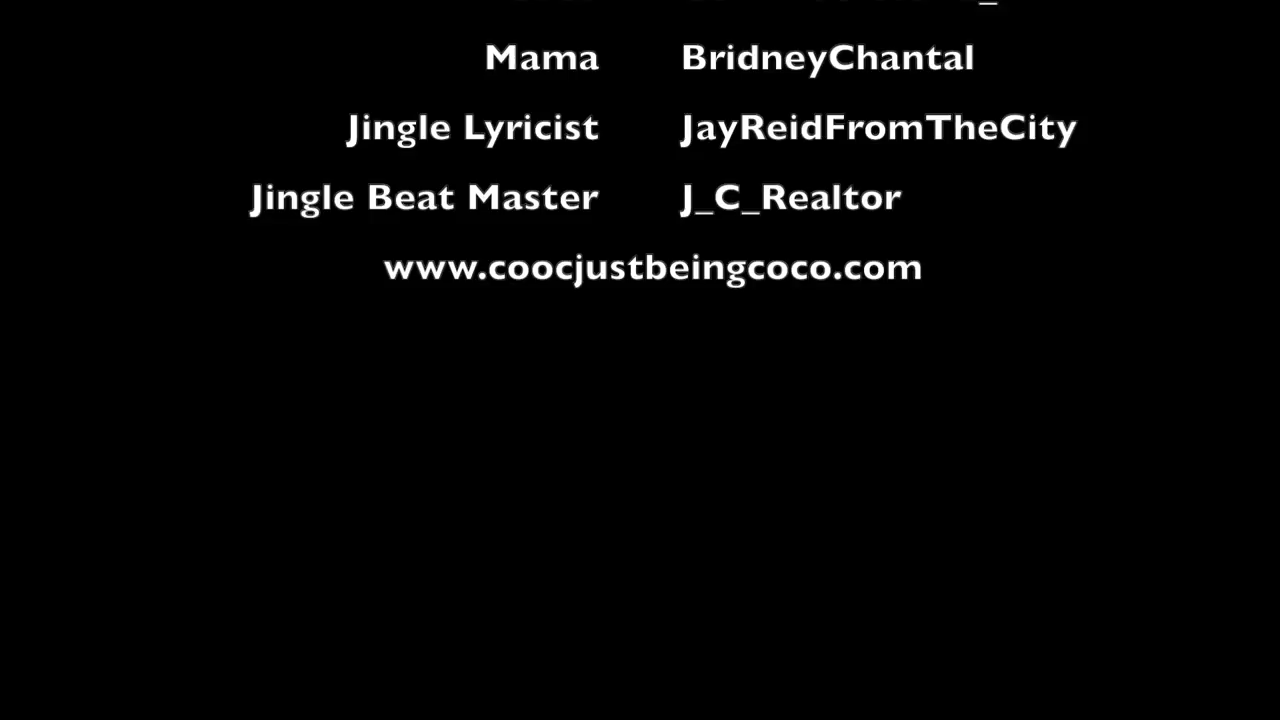 Mama BridneyChantal
Jingle Lyricist JayReidFromTheCity
Jingle Beat Master J_C_Realtor
www.coocjustbeingcoco.com